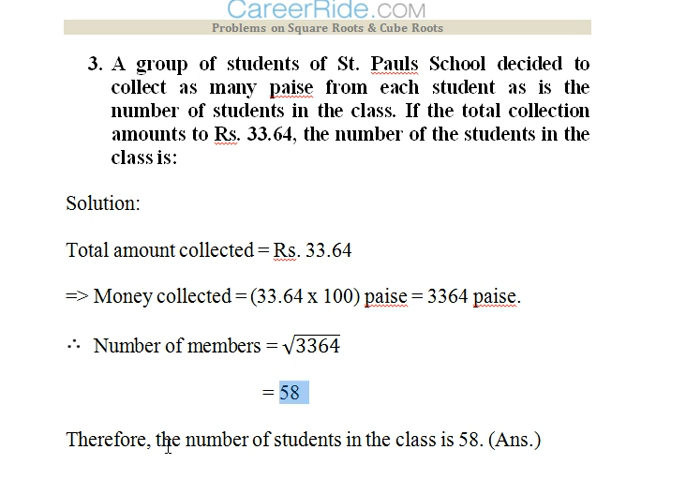 CareerRide.COM
Problems on Square Roots & Cube Roots
3. A group of students of St. Pauls School decided to
collect as many paise from each student as is the
number of students in the class. If the total collection
amounts to Rs. 33.64, the number of the students in the
class is:
Solution:
Total amount collected = Rs. 33.64
=> Money collected = (33.64 x 100) paise = 3364 paise.
∴ Number of members = √3364
= 58
Therefore, the number of students in the class is 58. (Ans.)